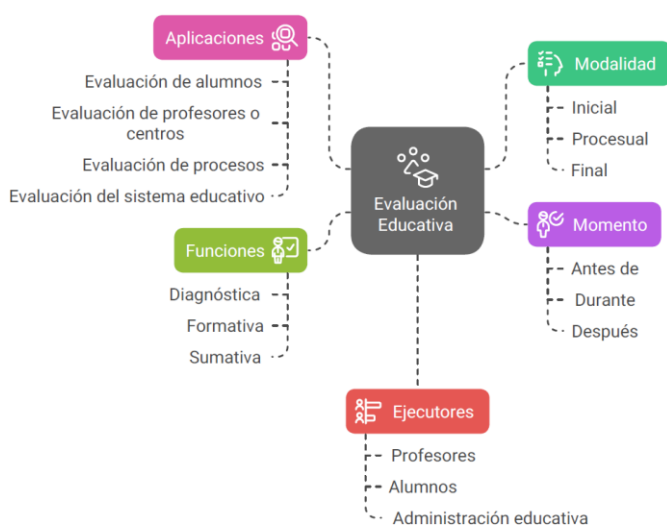 Aplicaciones
Evaluación de alumnos
Evaluación de profesores o
centros
Evaluación de procesos
Evaluación del sistema educativo
Funciones
Diagnóstica
Formativa
Sumativa
Evaluación
Educativa
Modalidad
Inicial
Procesual
Final
Momento
Antes de
Durante
Después
Ejecutores
Profesores
Alumnos
Administración educativa